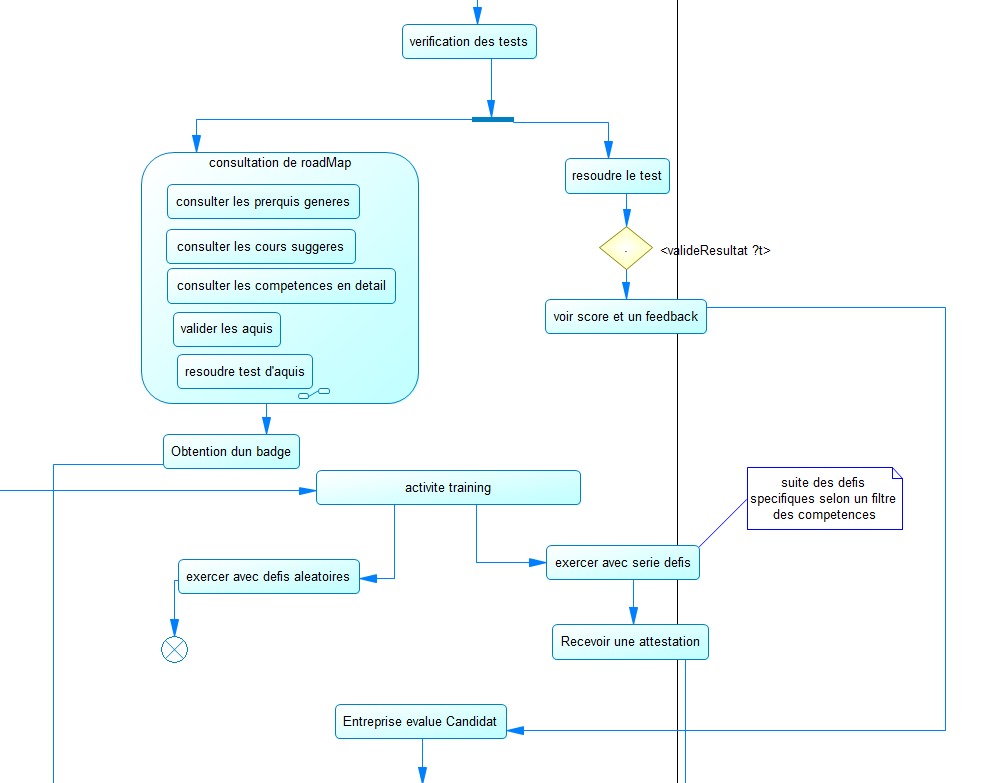 verification des tests
consultation de roadMap
consulter les prerquis generes
consulter les cours suggeres
consulter les competences en detail
valider les aquis
resoudre test d'aquis
resoudre le test
<valideResultat ?t>
voir score et un feedback
Obtention dun badge
activite training
suite des defis
specifiques selon un filtre
des competences
exercer avec defis aleatoires
exercer avec serie defis
Recevoir une attestation
Entreprise evalue Candidat